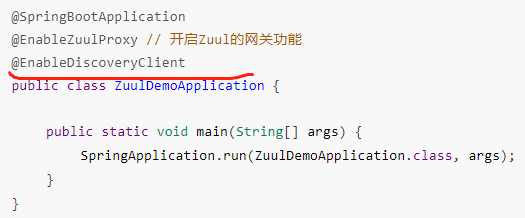 @SpringBootApplication
@EnableZuulProxy // 开启Zuul的网关功能
@EnableDiscoveryClient
public class ZuulDemoApplication {
public static void main(String[] args) {
SpringApplication.run(ZuulDemoApplication.class, args);
}
}